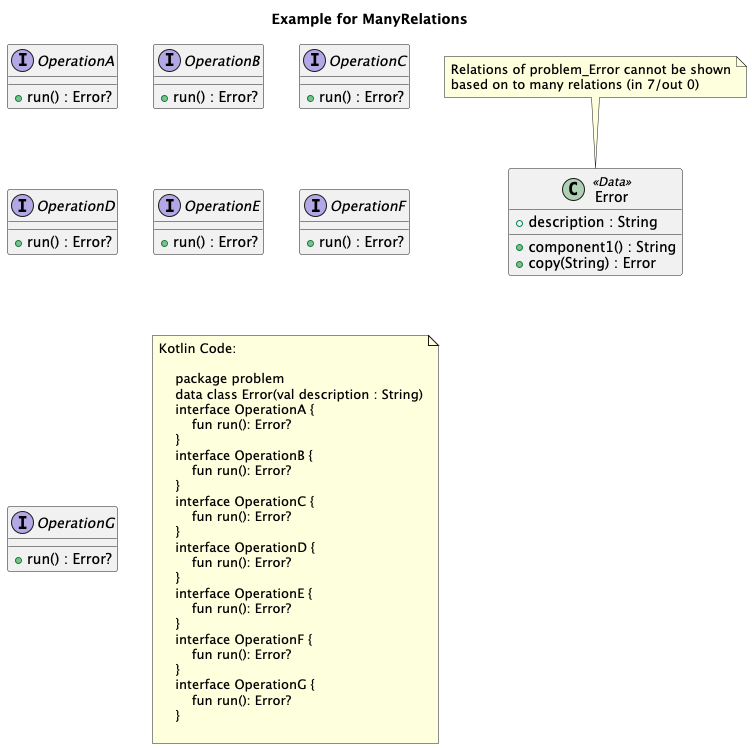 Example for ManyRelations
I OperationA
run() : Error?
I OperationB
run() : Error?
I OperationC
run() : Error?
Relations of problem_Error cannot be shown
based on to many relations (in 7/out 0)
I OperationD
run() : Error?
I OperationE
run() : Error?
I OperationF
run() : Error?
C «Data»
Error
description : String
component1() : String
copy(String) : Error
I OperationG
run() : Error?
Kotlin Code:
package problem
data class Error(val description : String)
interface OperationA {
fun run(): Error?
}
interface OperationB {
fun run(): Error?
}
interface OperationC {
fun run(): Error?
}
interface OperationD {
fun run(): Error?
}
interface OperationE {
fun run(): Error?
}
interface OperationF {
fun run(): Error?
}
interface OperationG {
fun run(): Error?
}